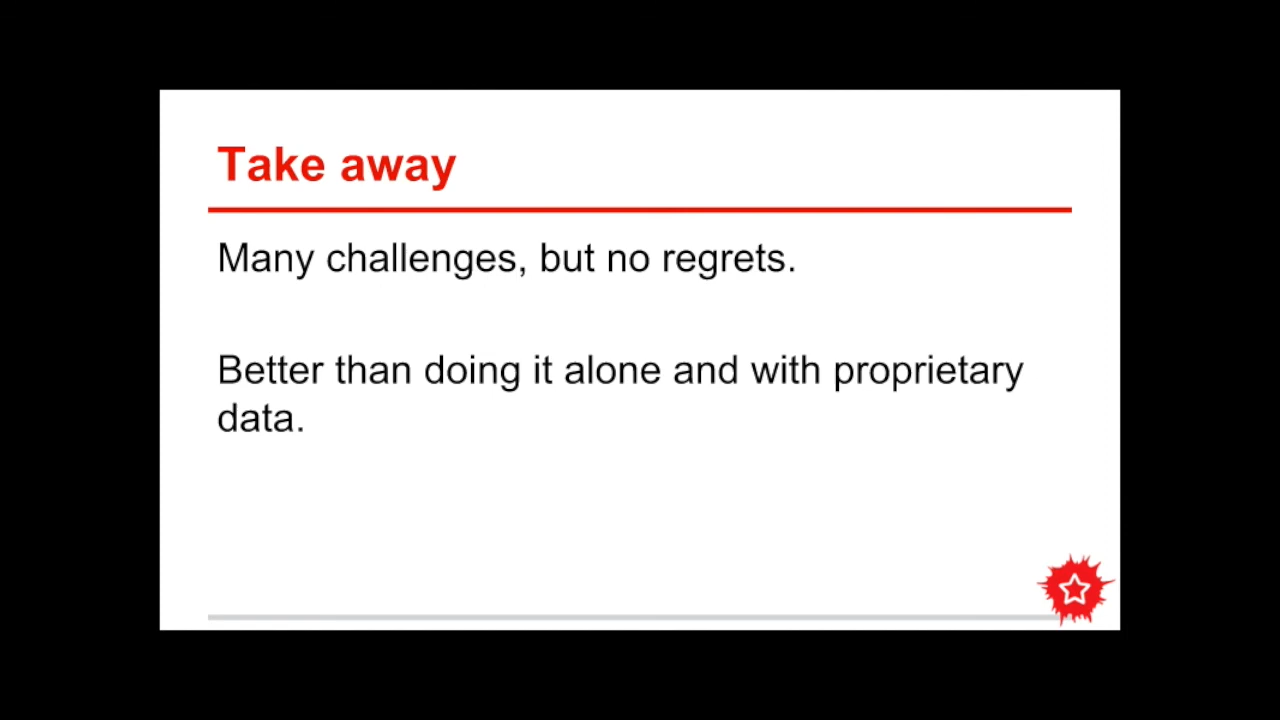 Take away
Many challenges, but no regrets.
Better than doing it alone and with proprietary
data.